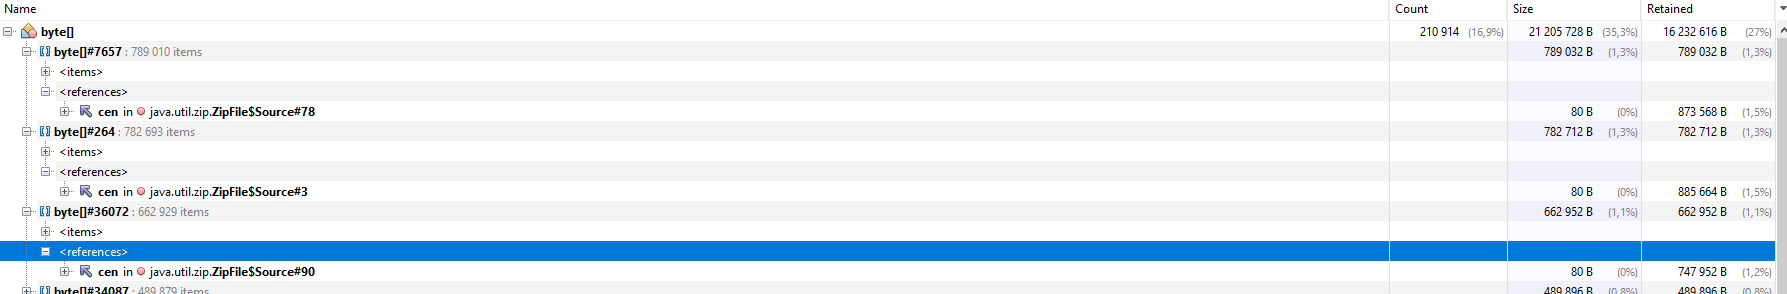 Name Count Size Retained
byte[] 210 914 (16,9%) 21 205 728 B (35,3%) 16 232 616 B (27%)
byte[]#7657 : 789 010 items 789 032 B (1,3%) 789 032 B (1,3%)
<items>
<references>
cen in java.util.zip.ZipFile$Source#78 80 B (0%) 873 568 B (1,5%)
byte[]#264 : 782 693 items 782 712 B (1,3%) 782 712 B (1,3%)
<items>
<references>
cen in java.util.zip.ZipFile$Source#3 80 B (0%) 885 664 B (1,5%)
byte[]#36072 : 662 929 items 662 952 B (1,1%) 662 952 B (1,1%)
<items>
<references>
cen in java.util.zip.ZipFile$Source#90 80 B (0%) 747 952 B (1,2%)
byte[]#34087 : 489 879 items 489 896 B (0,8%) 489 896 B (0,8%)